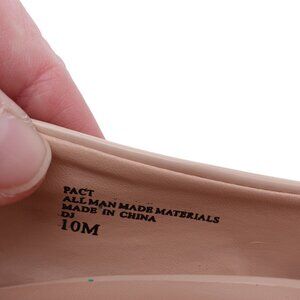 PACT
ALL MAN MADE MATERIALS
MADE IN CHINA
DJ
10M